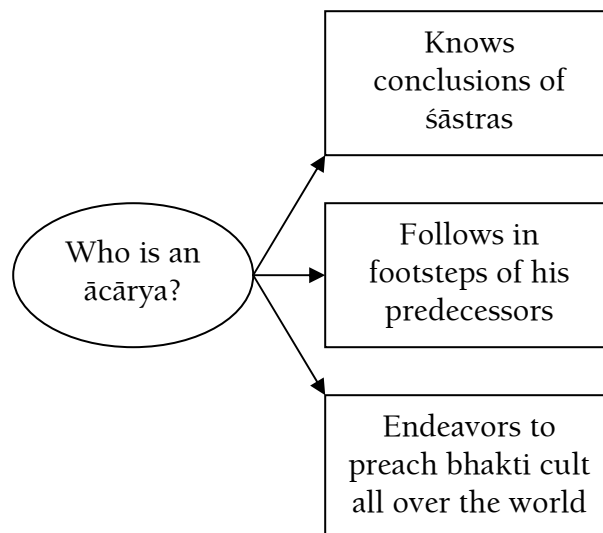 Who is an
ācārya?
Knows
conclusions of
śāstras
Follows in
footsteps of his
predecessors
Endeavors to
preach bhakti cult
all over the world